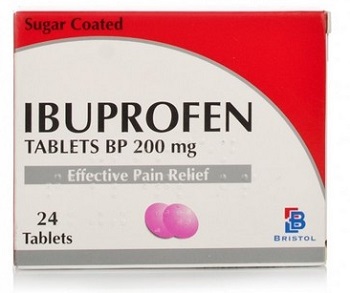 Sugar Coated
IBUPROFEN
TABLETS BP 200 mg
Effective Pain Relief
24
Tablets
B
BRISTOL